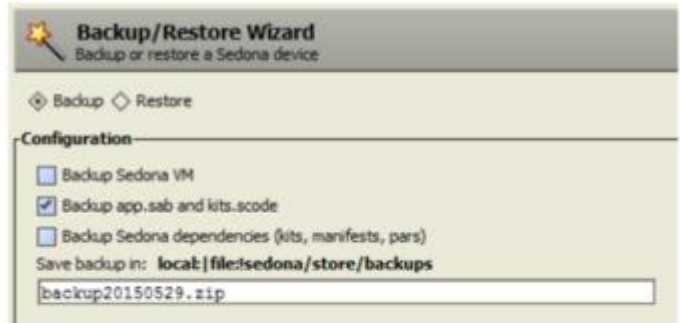 Backup/Restore Wizard
Backup or restore a Sedona device
Backup Restore
Configuration
Backup Sedona VM
Backup app.sab and kits.scode
Backup Sedona dependencies (kits, manifests, pars)
Save backup in: local:|file:!sedona/store/backups
backup20150529.zip